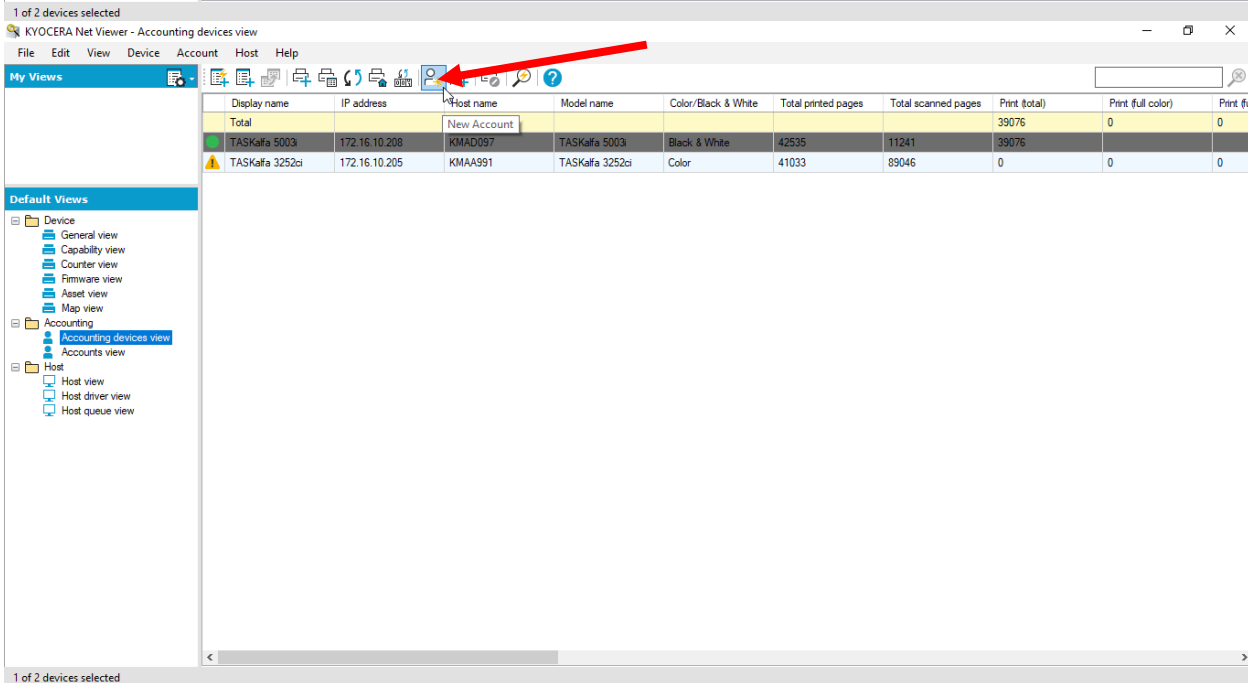 1 of 2 devices selected
KYOCERA Net Viewer - Accounting devices view
File Edit View Device Account Host Help
My Views
Display name IP address Host name Model name Color/Black & White Total printed pages Total scanned pages Print (total) Print (full color) Print (fu
Total 39076 0 0
New Account
TASKalfa 5003i 172.16.10.208 KMAD097 TASKalfa 5003i Black & White 42535 11241 39076
TASKalfa 3252ci 172.16.10.205 KMAA991 TASKalfa 3252ci Color 41033 89046 0 0 0
Default Views
Device
General view
Capability view
Counter view
Firmware view
Asset view
Map view
Accounting
Accounting devices view
Accounts view
Host
Host view
Host driver view
Host queue view
1 of 2 devices selected